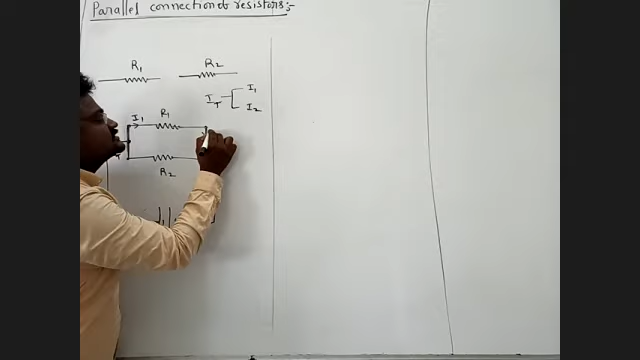 Parallel connection of resistors:-
R1 R2
IT I1
I2
I1 R1
R2